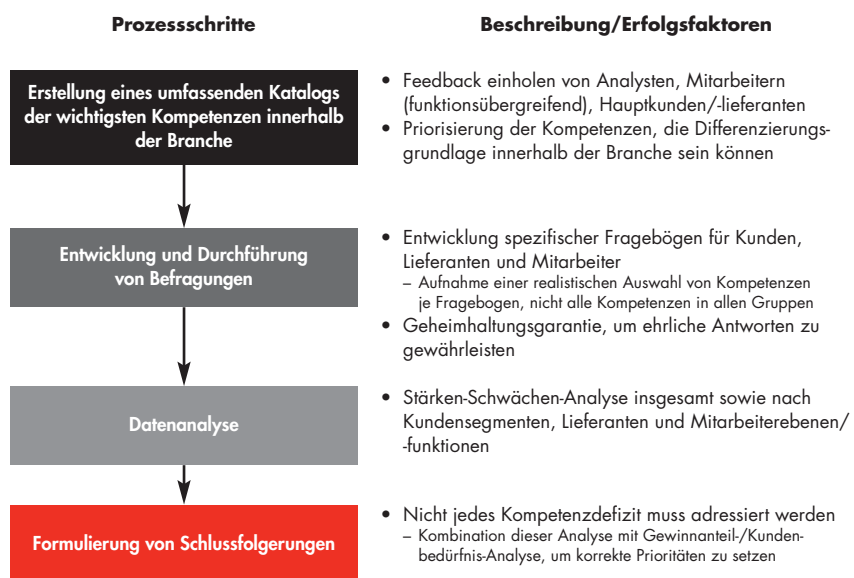 Prozessschritte
Beschreibung/Erfolgsfaktoren
Erstellung eines umfassenden Katalogs
der wichtigsten Kompetenzen innerhalb
der Branche
• Feedback einholen von Analysten, Mitarbeitern
(funktionsübergreifend), Hauptkunden/-lieferanten
• Priorisierung der Kompetenzen, die Differenzierungs-
grundlage innerhalb der Branche sein können
Entwicklung und Durchführung
von Befragungen
• Entwicklung spezifischer Fragebögen für Kunden,
Lieferanten und Mitarbeiter
– Aufnahme einer realistischen Auswahl von Kompetenzen
je Fragebogen, nicht alle Kompetenzen in allen Gruppen
• Geheimhaltungsgarantie, um ehrliche Antworten zu
gewährleisten
Datenanalyse
• Stärken-Schwächen-Analyse insgesamt sowie nach
Kundensegmenten, Lieferanten und Mitarbeiterebenen/
-funktionen
Formulierung von Schlussfolgerungen
• Nicht jedes Kompetenzdefizit muss adressiert werden
– Kombination dieser Analyse mit Gewinnanteil-/Kunden-
bedürfnis-Analyse, um korrekte Prioritäten zu setzen